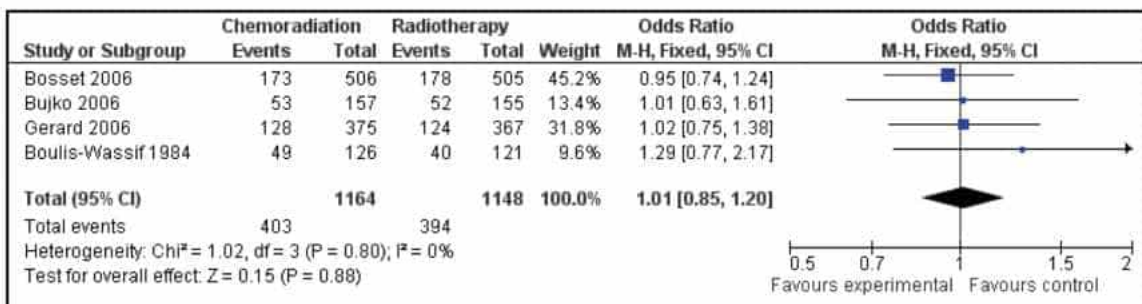 Chemoradiation Radiotherapy Odds Ratio Odds Ratio
Study or Subgroup Events Total Events Total Weight M-H, Fixed, 95% CI M-H, Fixed, 95% CI
Bosset 2006 173 506 178 505 45.2% 0.95 [0.74, 1.24]
Bujko 2006 53 157 52 155 13.4% 1.01 [0.63, 1.61]
Gerard 2006 128 375 124 367 31.8% 1.02 [0.75, 1.38]
Boulis-Wassif 1984 49 126 40 121 9.6% 1.29 [0.77, 2.17]
Total (95% CI) 1164 1148 100.0% 1.01 [0.85, 1.20]
Total events 403 394
Heterogeneity: Chi² = 1.02, df = 3 (P = 0.80); I² = 0%
Test for overall effect: Z = 0.15 (P = 0.88)
0.5 0.7 1 1.5 2
Favours experimental Favours control